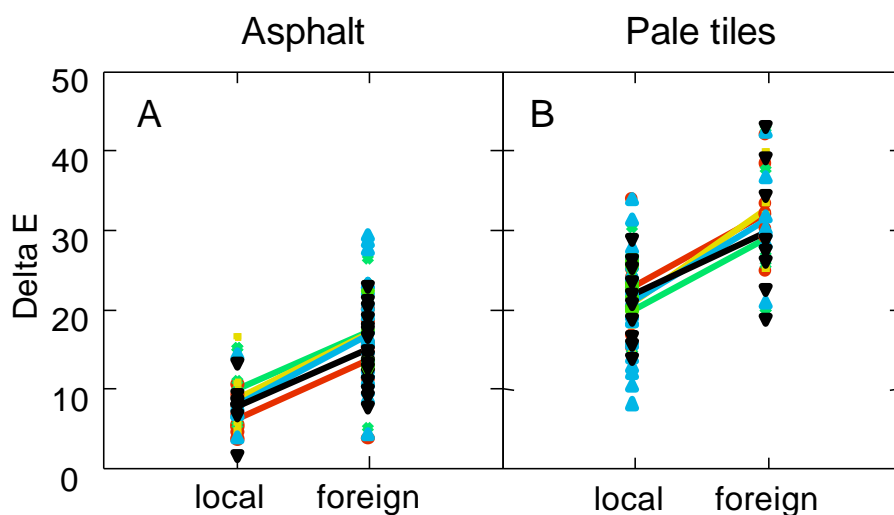 Asphalt
Pale tiles
Delta E
50
40
30
20
10
0
A
B
local
foreign
local
foreign